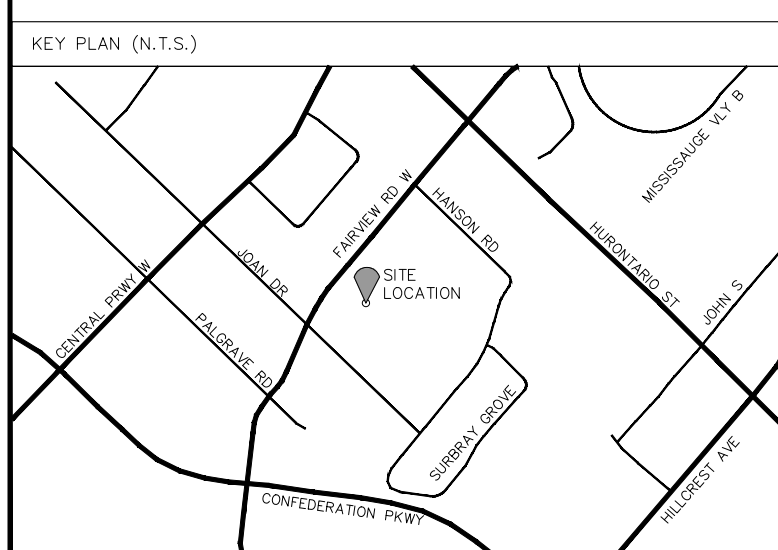 KEY PLAN (N.T.S.)
MISSISSAUGE VLY B
FAIRVIEW RD W
HANSON RD
HURONTARIO ST
JOAN DR
SITE
LOCATION
CENTRAL PRWY W
JOHN S
PALGRAVE RD
SURBRAY GROVE
HILLCREST AVE
CONFEDERATION PKWY